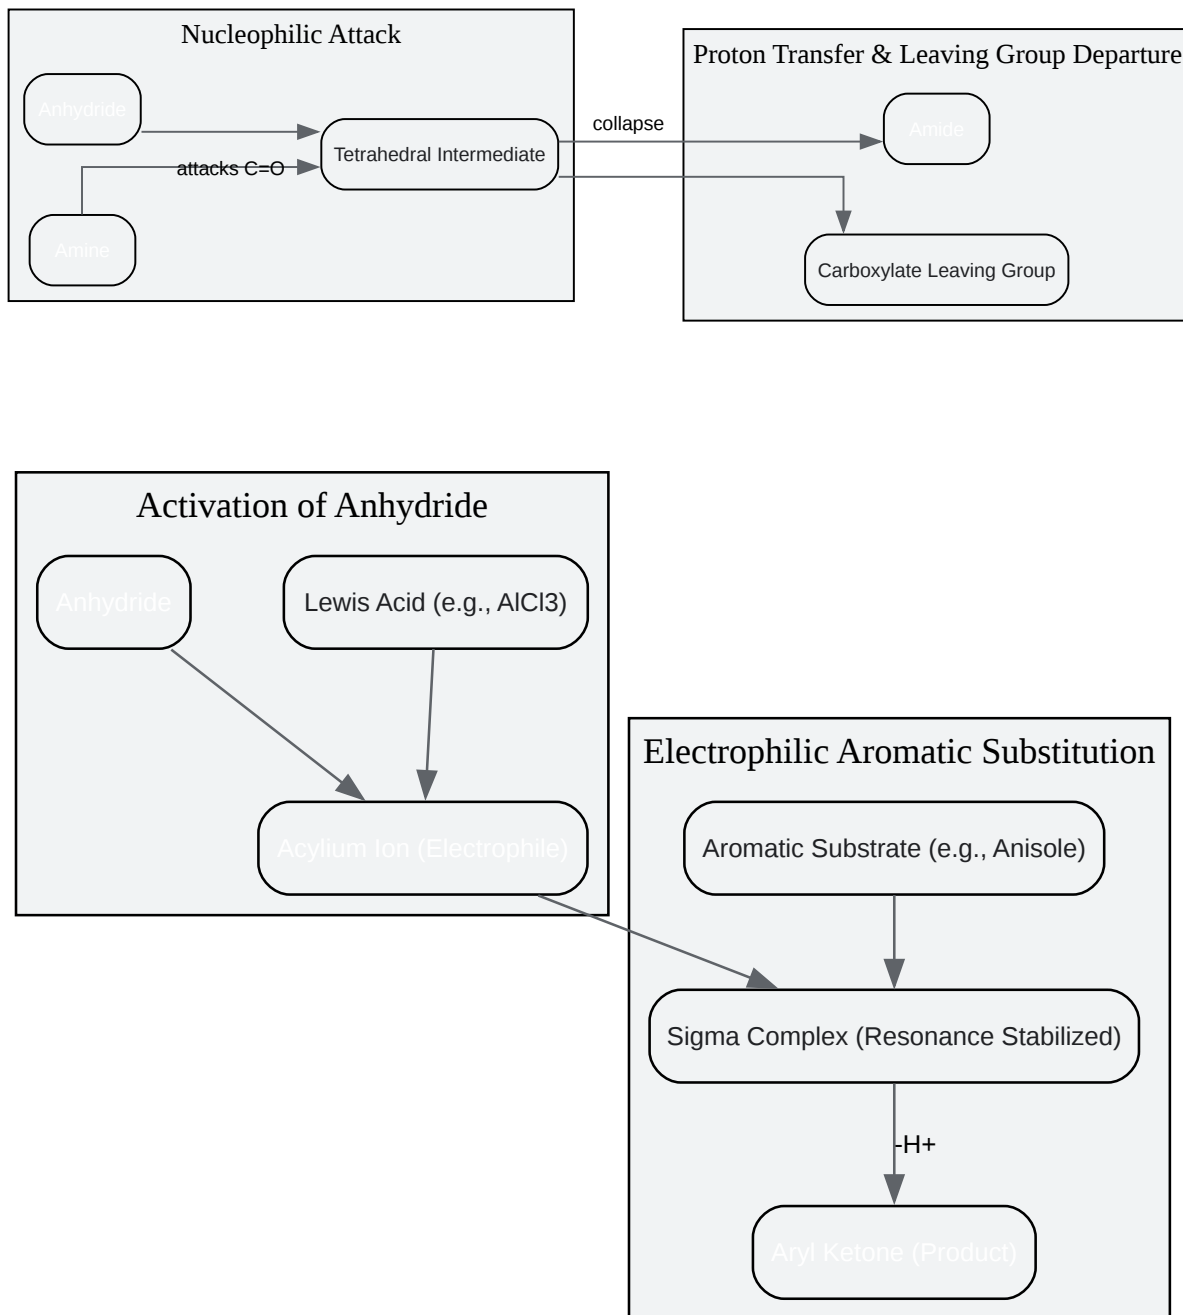 Nucleophilic Attack
Anhydride
attacks C=O
Amine
Tetrahedral Intermediate
collapse
Proton Transfer & Leaving Group Departure
Amide
Carboxylate Leaving Group
Activation of Anhydride
Anhydride
Lewis Acid (e.g., AlCl3)
Acylium Ion (Electrophile)
Electrophilic Aromatic Substitution
Aromatic Substrate (e.g., Anisole)
Sigma Complex (Resonance Stabilized)
-H+
Aryl Ketone (Product)